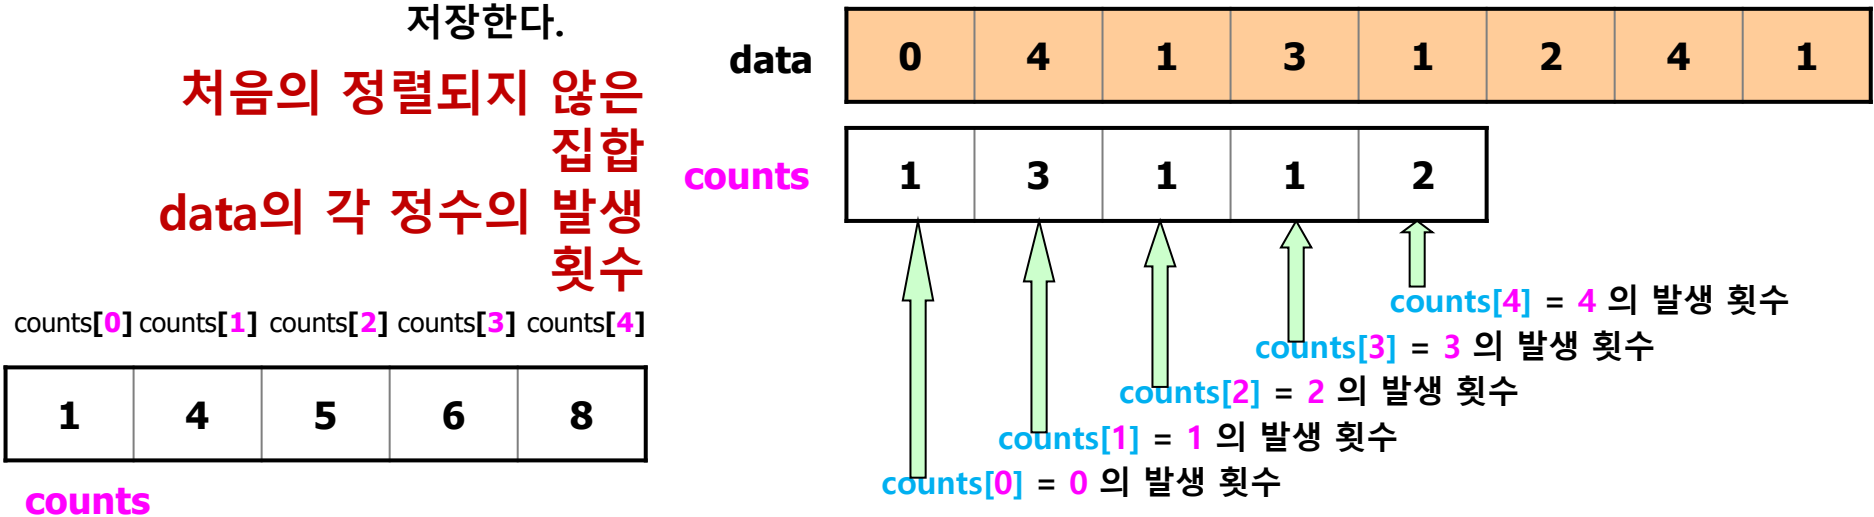 저장한다.
처음의 정렬되지 않은
집합
data의 각 정수의 발생
횟수
counts[0] counts[1] counts[2] counts[3] counts[4]
1 4 5 6 8
counts
data 0 4 1 3 1 2 4 1
counts 1 3 1 1 2
counts[4] = 4 의 발생 횟수
counts[3] = 3 의 발생 횟수
counts[2] = 2 의 발생 횟수
counts[1] = 1 의 발생 횟수
counts[0] = 0 의 발생 횟수